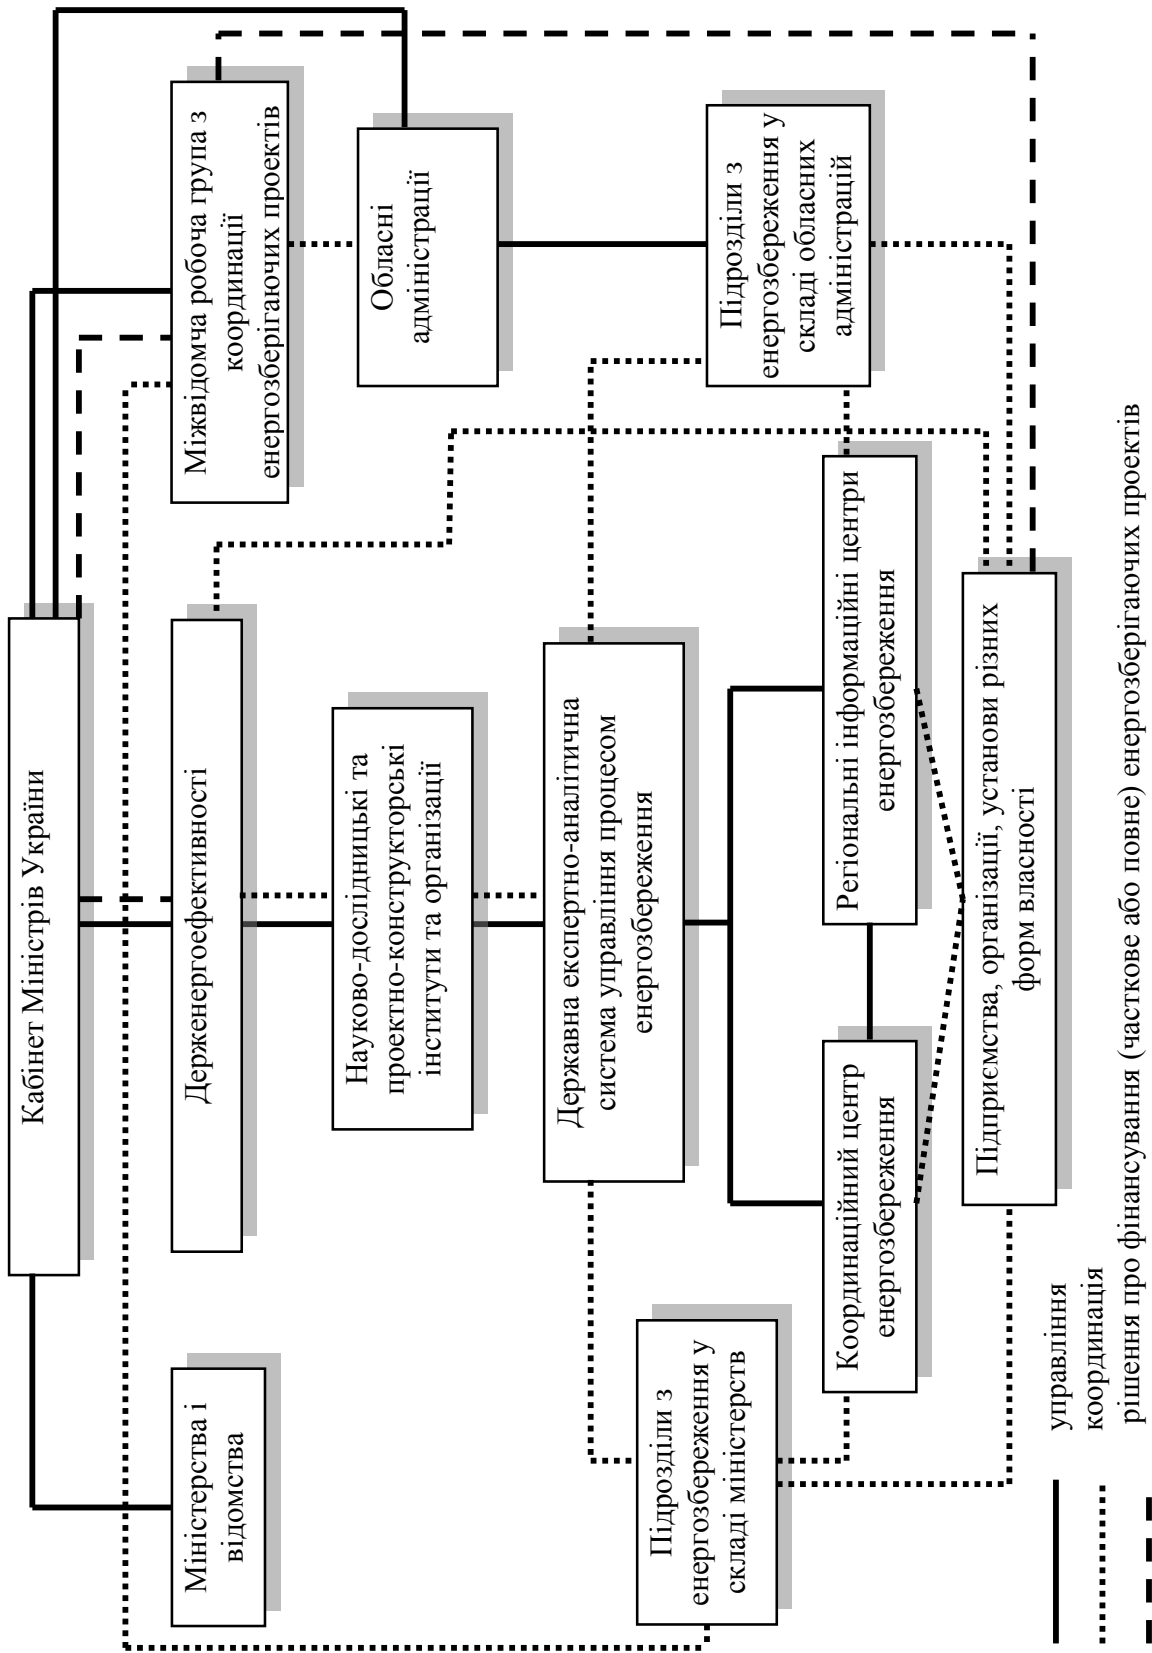 Кабінет Міністрів України
Міністерства і
відомства
Держенергоефективності
Міжвідомча робоча група з
координації
енергозберігаючих проектів
Науково-дослідницькі та
проектно-конструкторські
інститути та організації
Обласні
адміністрації
Державна експертно-аналітична
система управління процесом
енергозбереження
Підрозділи з
енергозбереження у
складі міністерств
Підрозділи з
енергозбереження у
складі обласних
адміністрацій
Координаційний центр
енергозбереження
Регіональні інформаційні центри
енергозбереження
Підприємства, організації, установи різних
форм власності
управління
координація
рішення про фінансування (часткове або повне) енергозберігаючих проектів